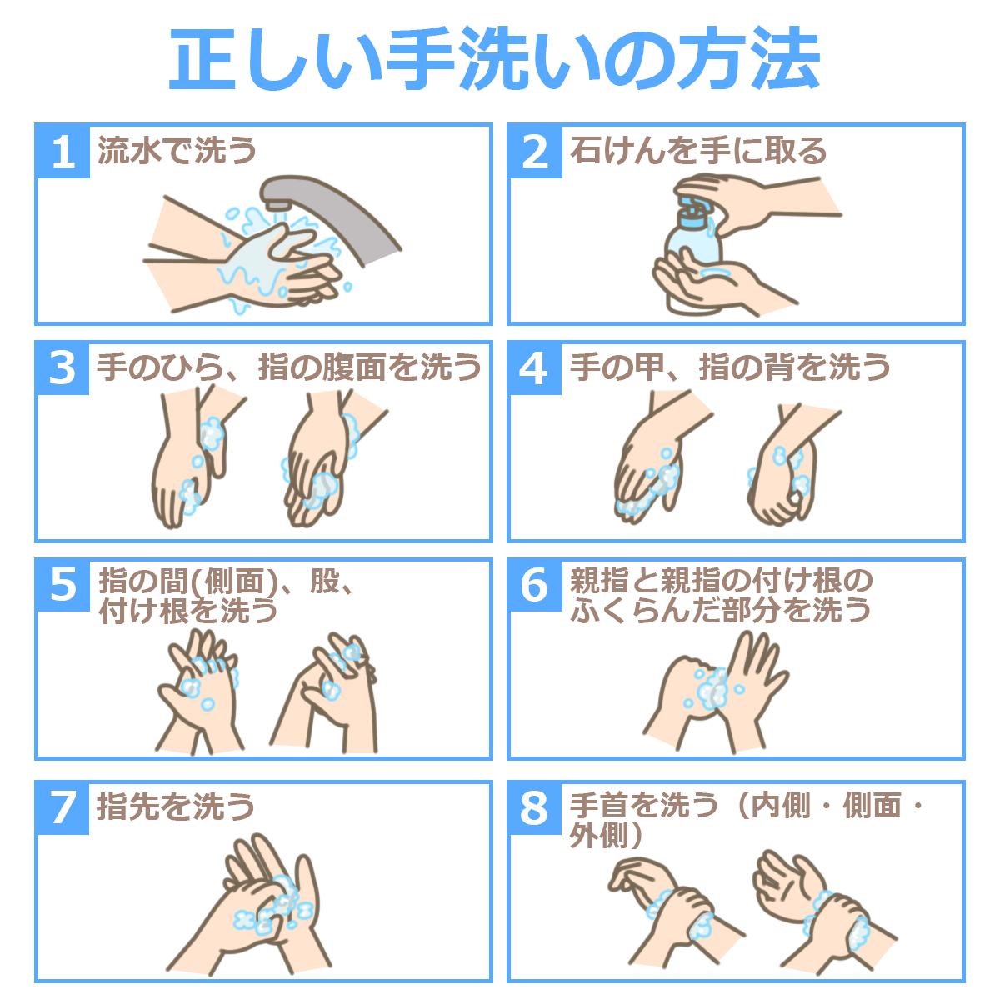 正しい手洗いの方法
1 流水で洗う
2 石けんを手に取る
3 手のひら、指の腹面を洗う
4 手の甲、指の背を洗う
5 指の間(側面)、股、
付け根を洗う
6 親指と親指の付け根の
ふくらんだ部分を洗う
7 指先を洗う
8 手首を洗う（内側・側面・
外側）